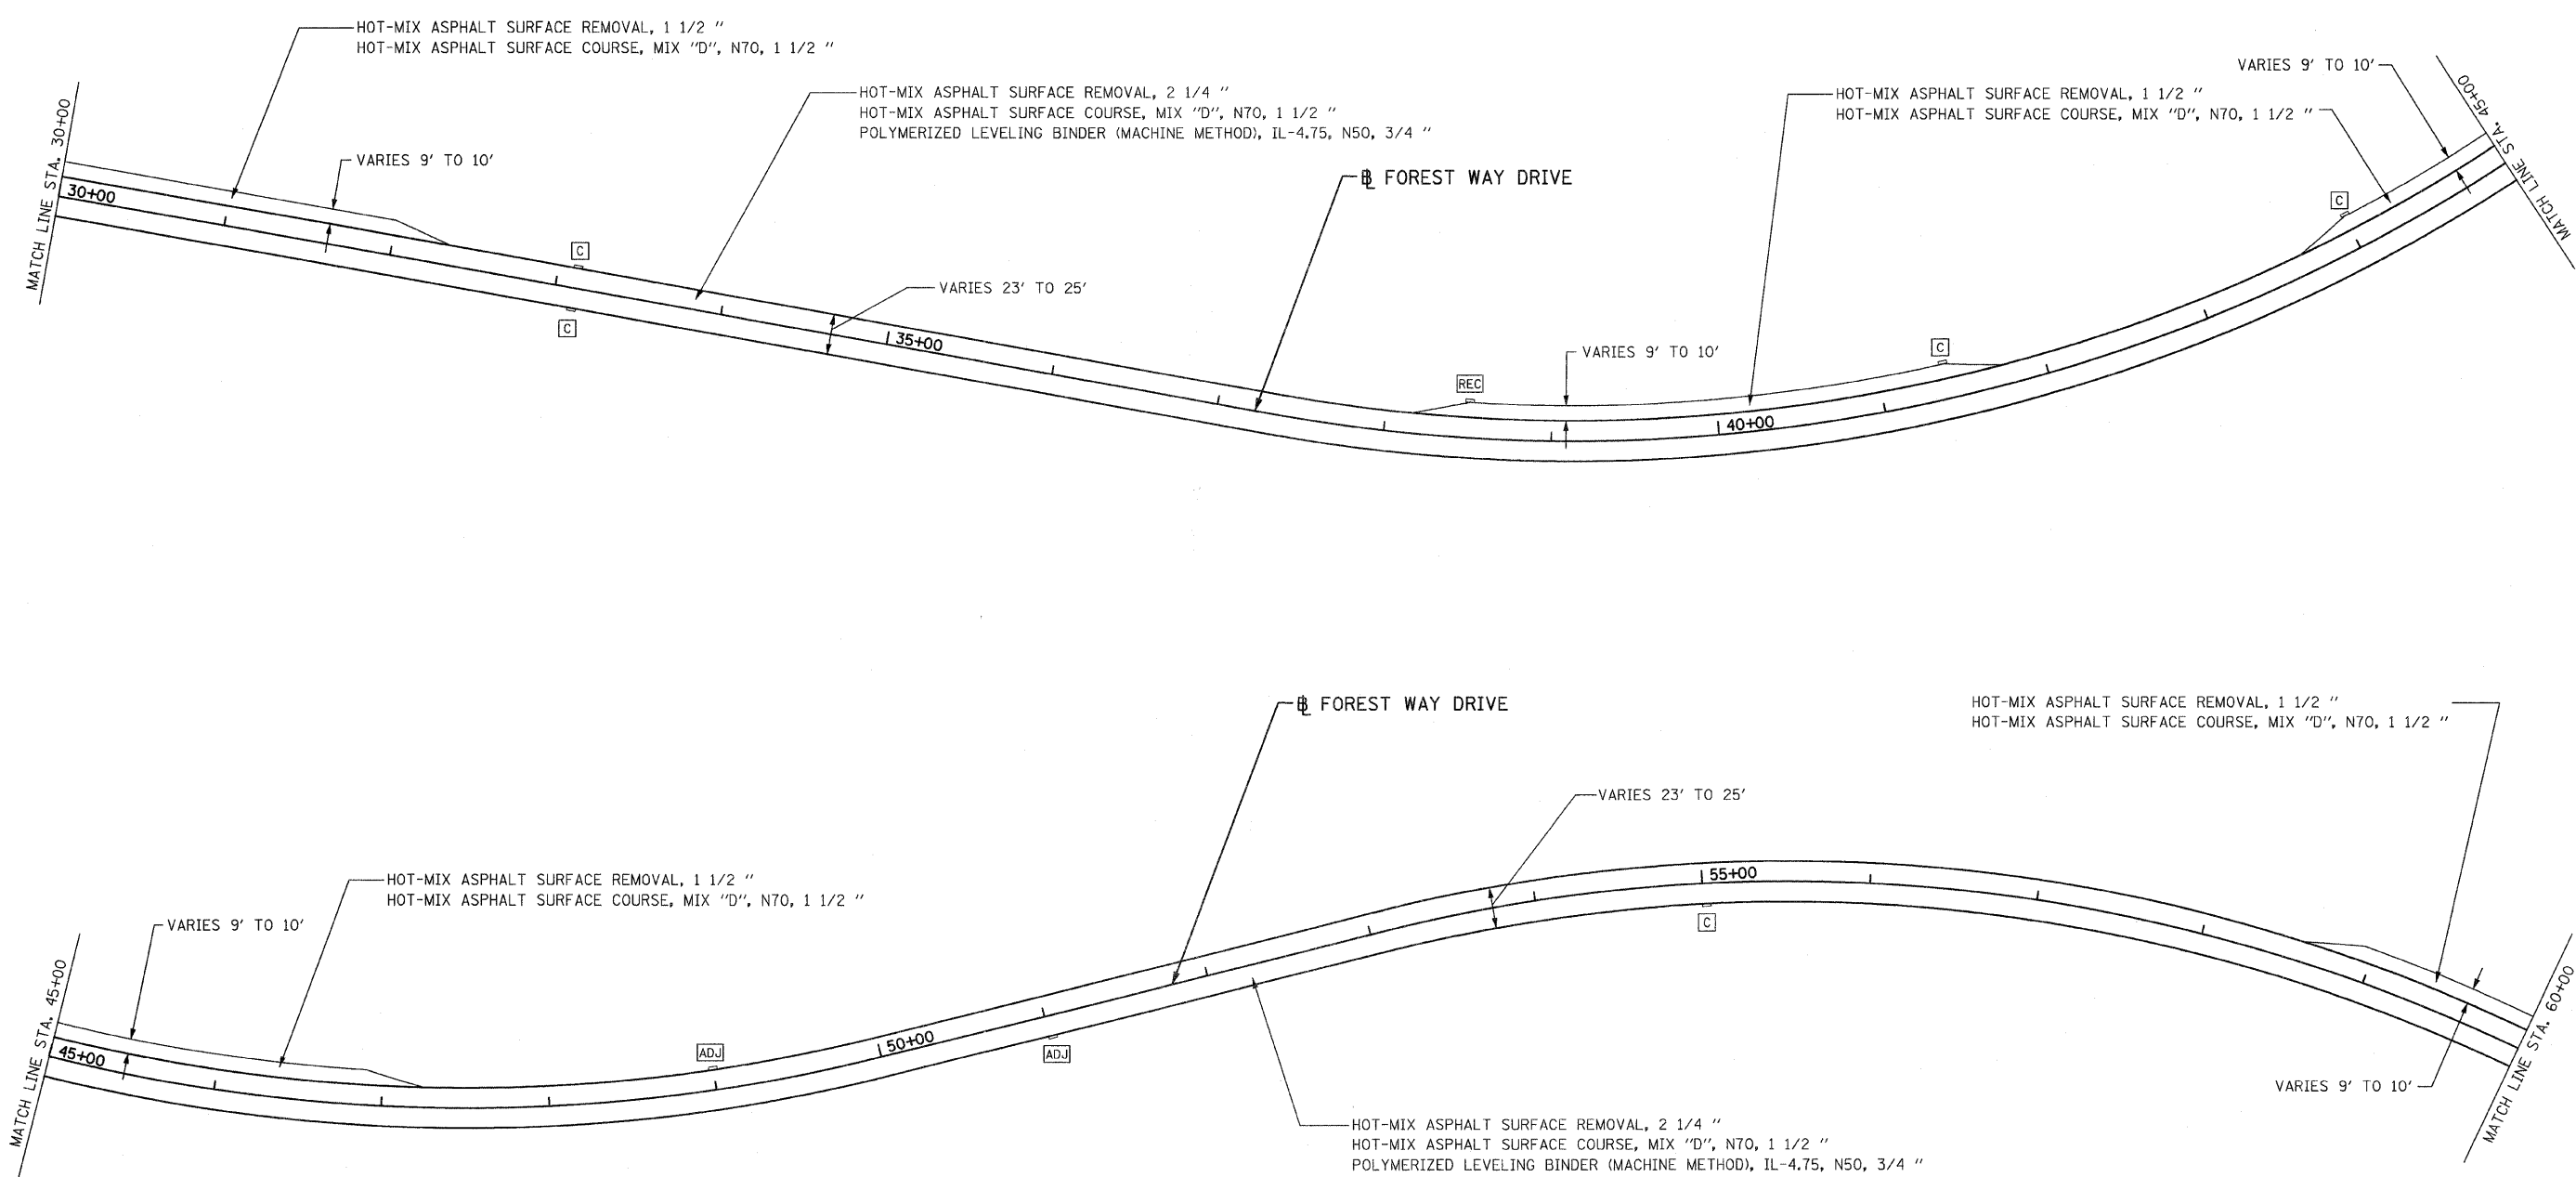 HOT-MIX ASPHALT SURFACE REMOVAL, 1 1/2 "
HOT-MIX ASPHALT SURFACE COURSE, MIX "D", N70, 1 1/2 "
VARIES 9' TO 10'
HOT-MIX ASPHALT SURFACE REMOVAL, 2 1/4 "
HOT-MIX ASPHALT SURFACE COURSE, MIX "D", N70, 1 1/2 "
POLYMERIZED LEVELING BINDER (MACHINE METHOD), IL-4.75, N50, 3/4 "
HOT-MIX ASPHALT SURFACE REMOVAL, 1 1/2 "
HOT-MIX ASPHALT SURFACE COURSE, MIX "D", N70, 1 1/2 "
MATCH LINE STA. 30+00
MATCH LINE STA. 45+00
VARIES 9' TO 10'
℄ FOREST WAY DRIVE
30+00
C
C
C
VARIES 23' TO 25'
35+00
VARIES 9' TO 10'
C
REC
40+00
℄ FOREST WAY DRIVE
HOT-MIX ASPHALT SURFACE REMOVAL, 1 1/2 "
HOT-MIX ASPHALT SURFACE COURSE, MIX "D", N70, 1 1/2 "
VARIES 23' TO 25'
HOT-MIX ASPHALT SURFACE REMOVAL, 1 1/2 "
HOT-MIX ASPHALT SURFACE COURSE, MIX "D", N70, 1 1/2 "
VARIES 9' TO 10'
55+00
C
MATCH LINE STA. 45+00
45+00
ADJ
50+00
ADJ
MATCH LINE STA. 60+00
VARIES 9' TO 10'
HOT-MIX ASPHALT SURFACE REMOVAL, 2 1/4 "
HOT-MIX ASPHALT SURFACE COURSE, MIX "D", N70, 1 1/2 "
POLYMERIZED LEVELING BINDER (MACHINE METHOD), IL-4.75, N50, 3/4 "